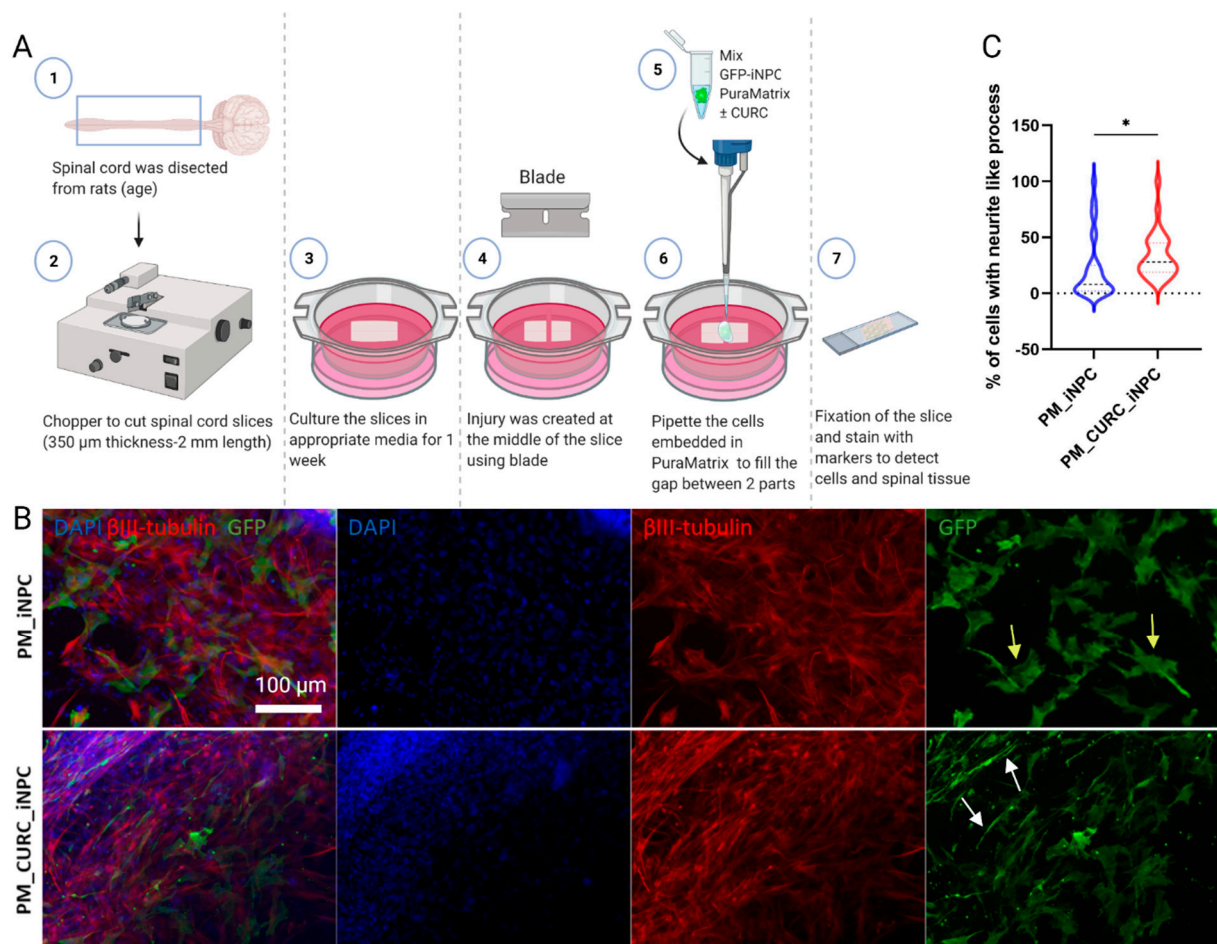 A
1
Spinal cord was disected
from rats (age)
2
Chopper to cut spinal cord slices
(350 µm thickness-2 mm length)
3
Culture the slices in
appropriate media for 1
week
Blade
4
Injury was created at
the middle of the slice
using blade
5
Mix
GFP-iNPC
PuraMatrix
± CURC
6
Pipette the cells
embedded in
PuraMatrix to fill the
gap between 2 parts
7
Fixation of the slice
and stain with
markers to detect
cells and spinal tissue
C
% of cells with neurite like process
150
100
50
0
-50
*
PM_iNPC
PM_CURC_iNPC
B
DAPI βIII-tubulin GFP
DAPI
βIII-tubulin
GFP
PM_iNPC
100 µm
PM_CURC_iNPC